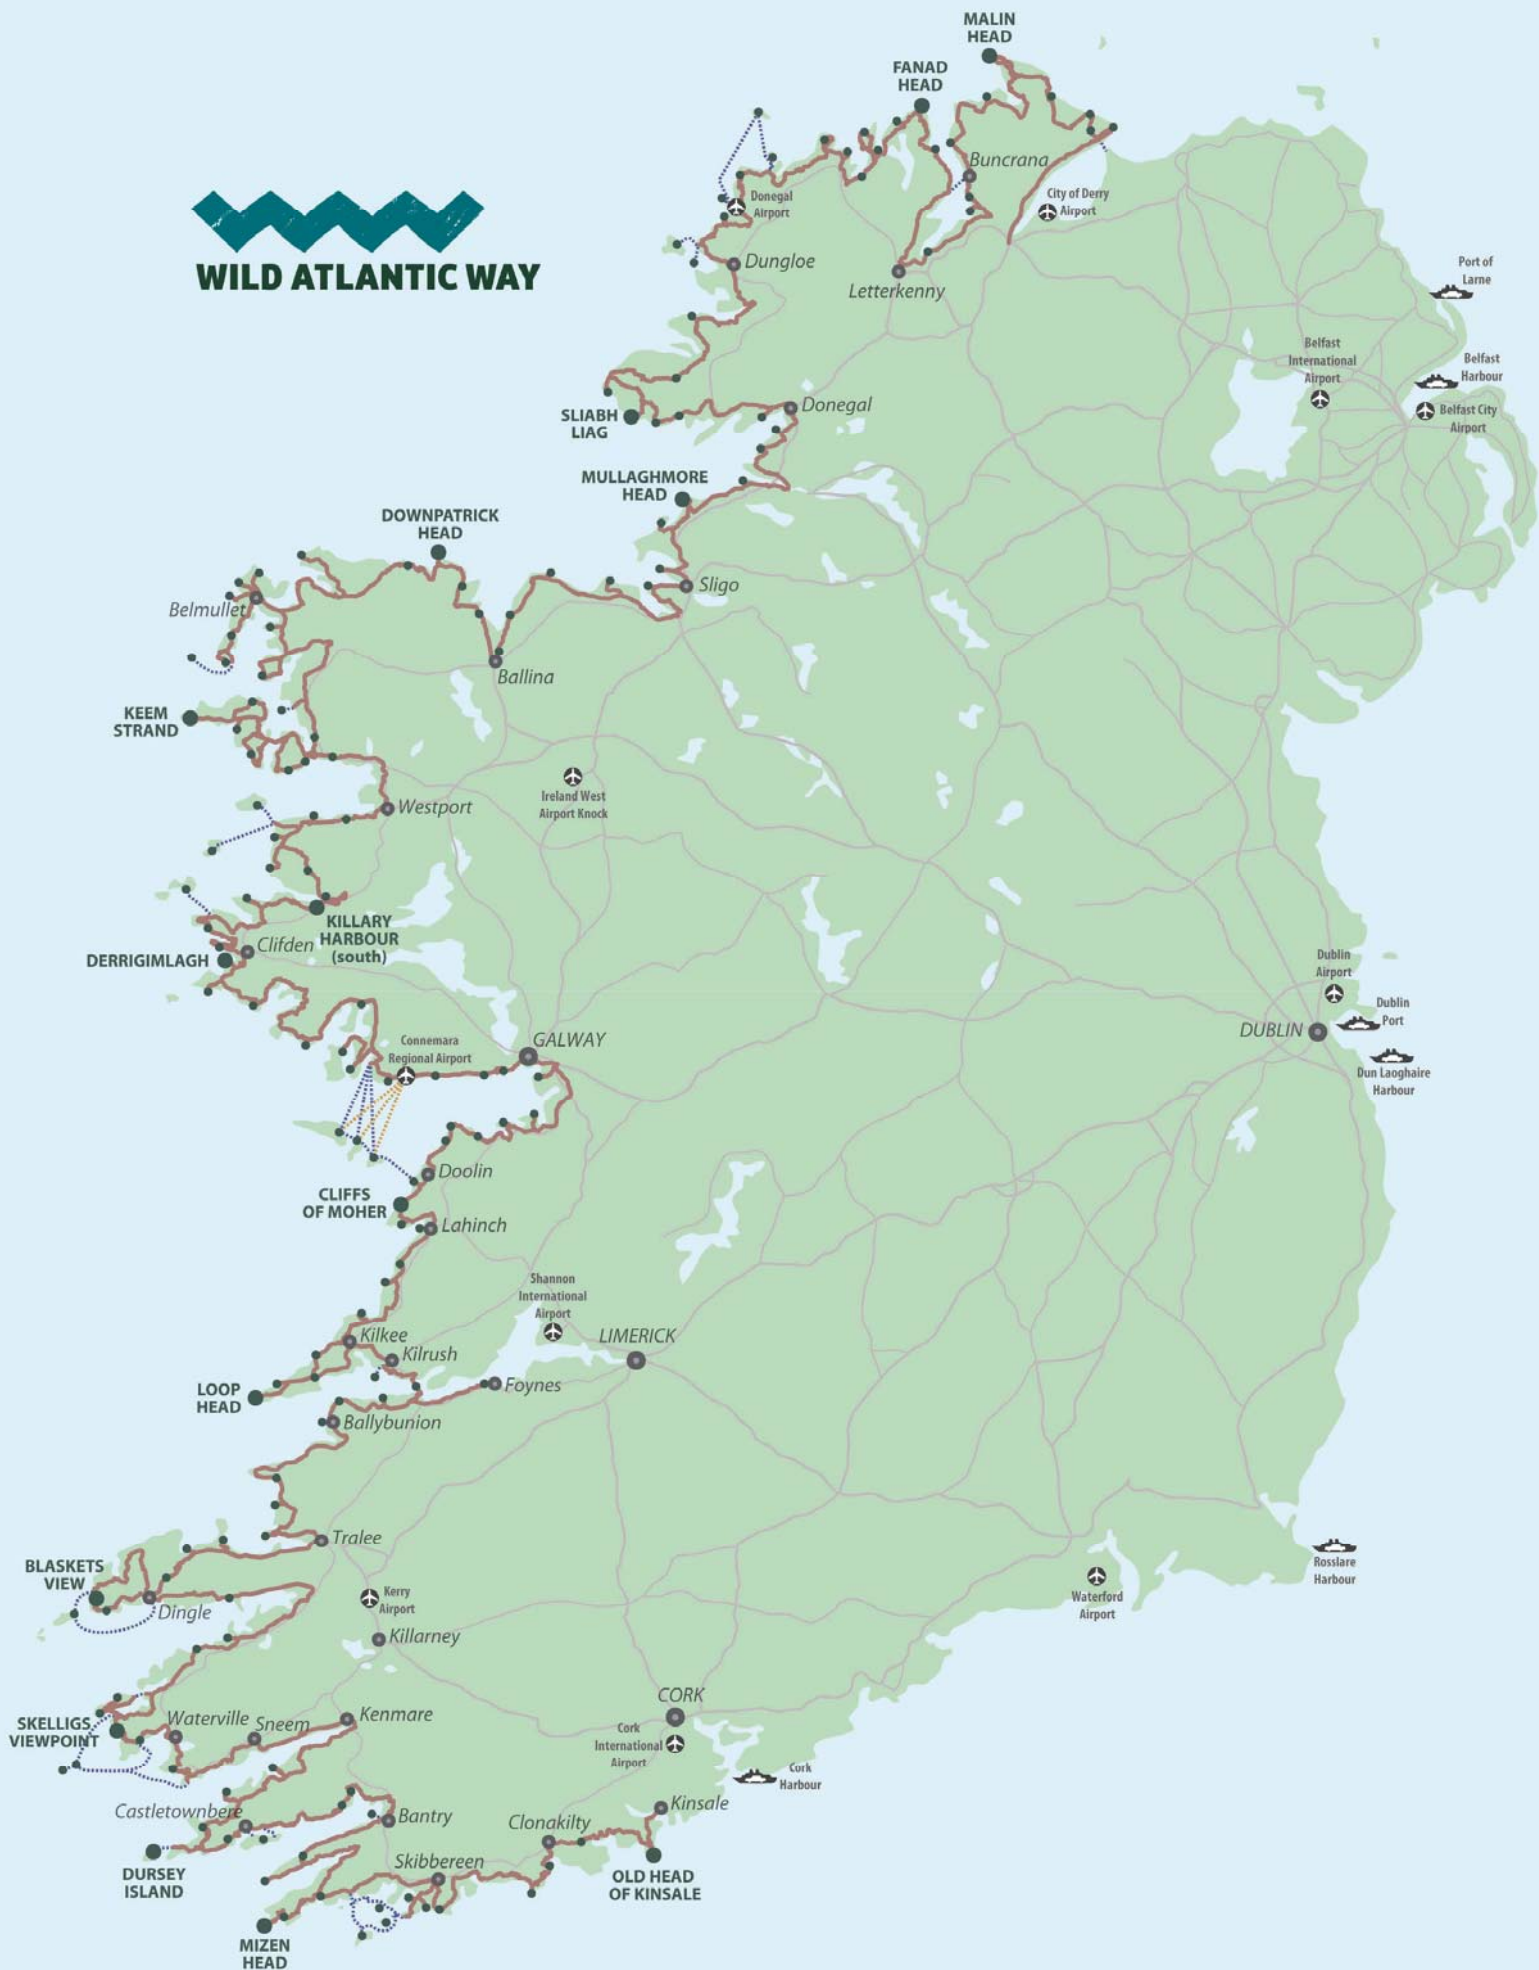 MALIN
HEAD
FANAD
HEAD
Buncrana
Donegal
Airport
City of Derry
Airport
WILD ATLANTIC WAY
Dungloe
Letterkenny
Port of
Larne
Belfast
International
Airport
Belfast
Harbour
Belfast City
Airport
SLIABH
LIAG
Donegal
MULLAGHMORE
HEAD
DOWNPATRICK
HEAD
Sligo
Belmullet
Ballina
KEEM
STRAND
Ireland West
Airport Knock
Westport
KILLARY
HARBOUR
(south)
Clifden
DERRIGIMLAGH
Dublin
Airport
Dublin
Port
DUBLIN
Dun Laoghaire
Harbour
GALWAY
Connemara
Regional Airport
Doolin
CLIFFS
OF MOHER
Lahinch
Shannon
International
Airport
LIMERICK
Kilkee
Kilrush
Foynes
LOOP
HEAD
Ballybunion
Tralee
BLASKETS
VIEW
Dingle
Kerry
Airport
Killarney
Waterford
Airport
Rosslare
Harbour
SKELLIGS
VIEWPOINT
Waterville
Sneem
Kenmare
CORK
Cork
International
Airport
Cork
Harbour
Castletownbere
Bantry
Clonakilty
Kinsale
DURSEY
ISLAND
Skibbereen
OLD HEAD
OF KINSALE
MIZEN
HEAD